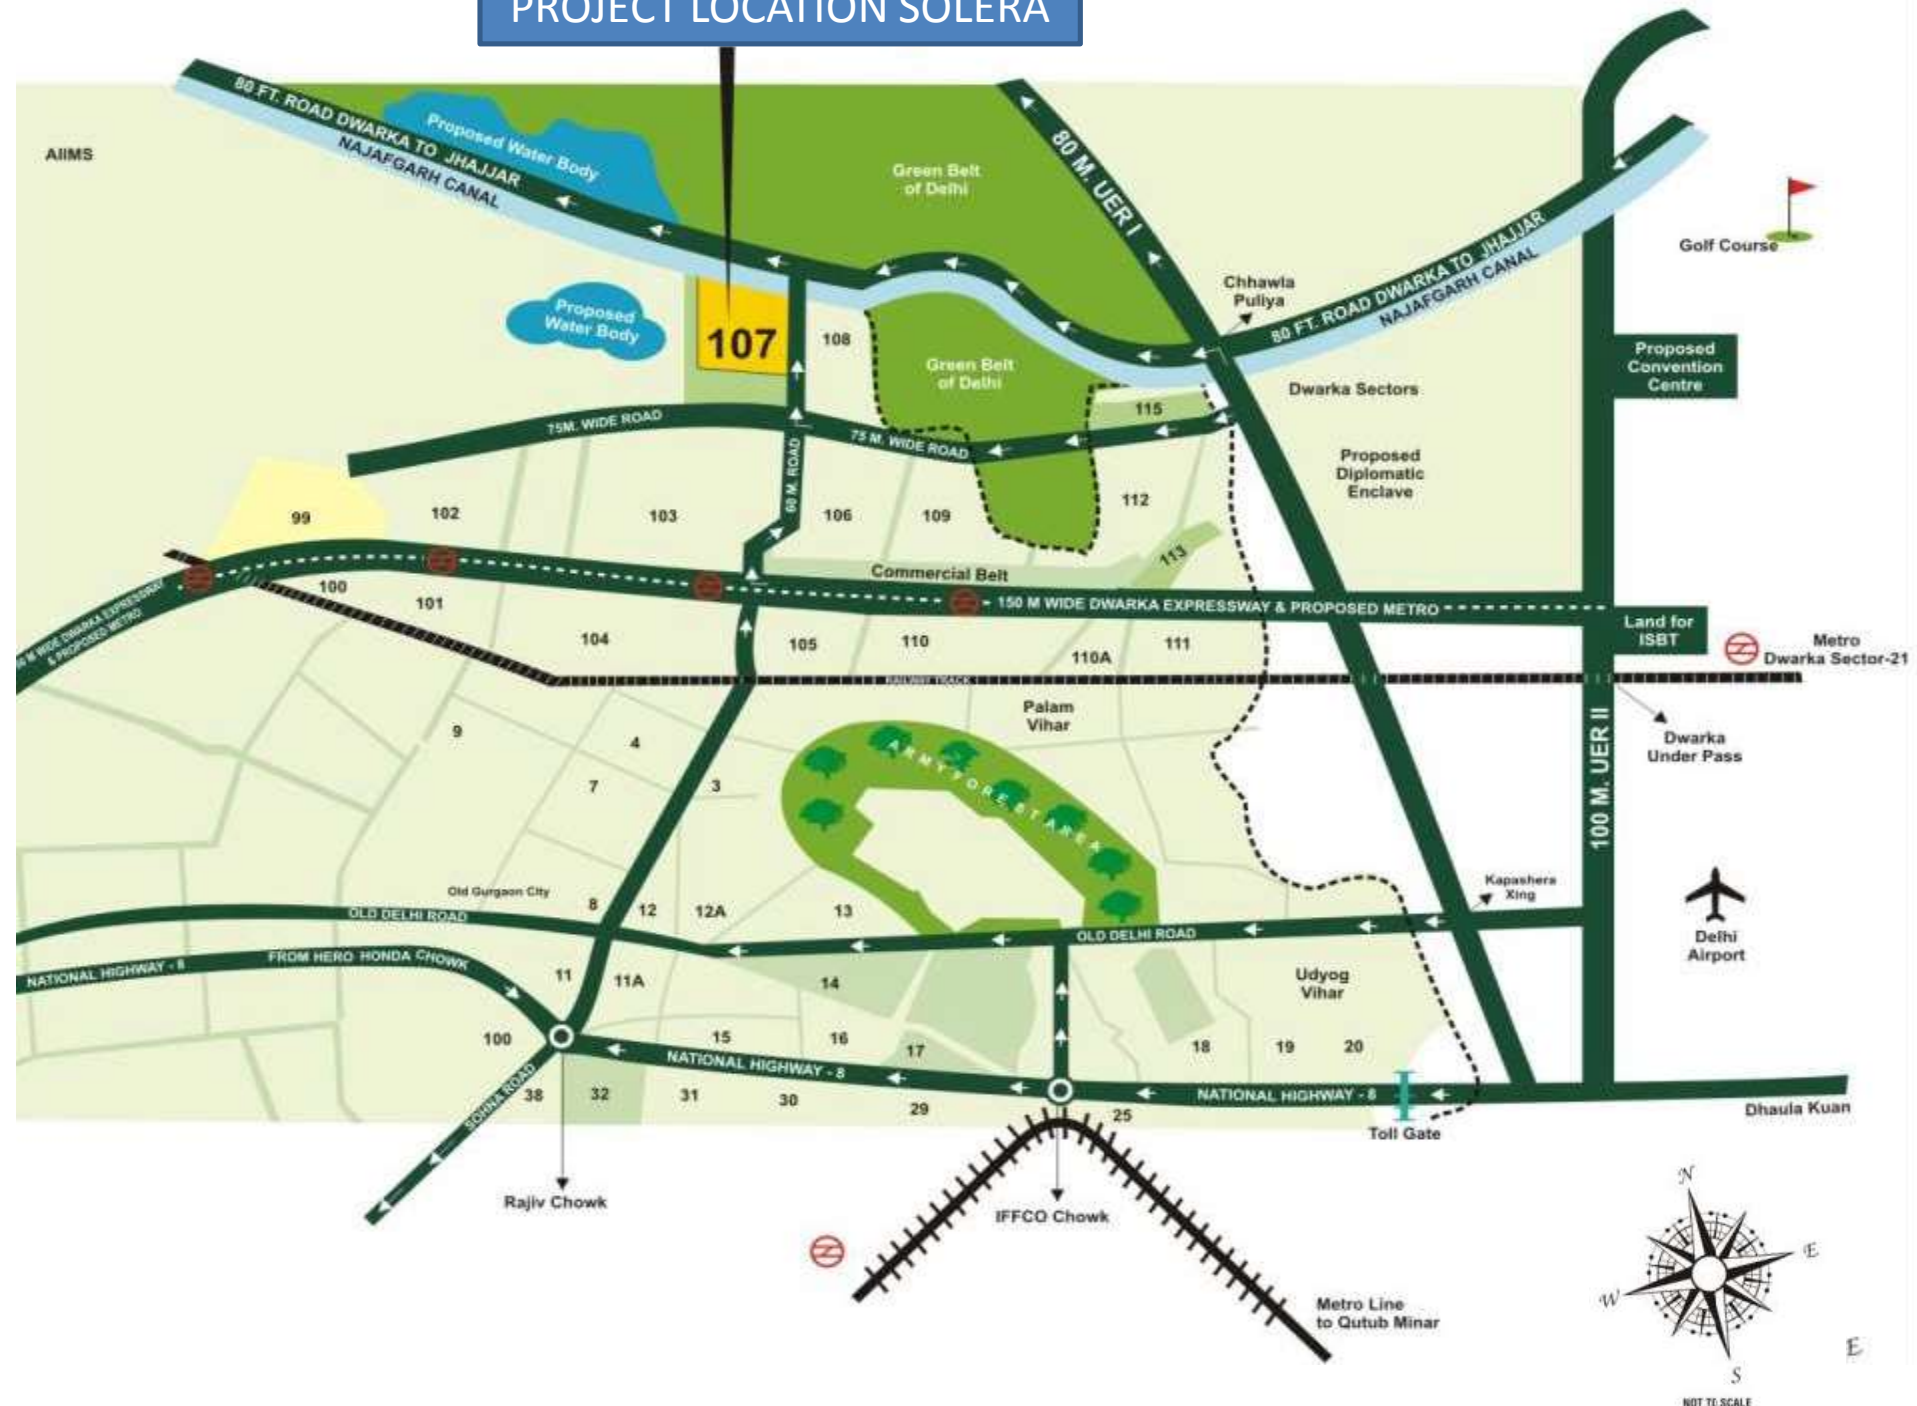 PROJECT LOCATION SOLERA
80 FT. ROAD DWARKA TO JHAJJAR
NAJAFGARH CANAL
Proposed Water Body
AIIMS
Green Belt
of Delhi
80 M. UER I
80 FT. ROAD DWARKA TO JHAJJAR
NAJAFGARH CANAL
Golf Course
Chhawla
Puliya
Proposed
Water Body
107
108
Green Belt
of Delhi
Proposed
Convention
Centre
Dwarka Sectors
115
75M. WIDE ROAD
75 M. WIDE ROAD
60 M. ROAD
Proposed
Diplomatic
Enclave
99
102
103
106
109
112
113
Commercial Belt
100
101
150 M WIDE DWARKA EXPRESSWAY & PROPOSED METRO
M WIDE DWARKA EXPRESSWAY
& PROPOSED METRO
104
105
110
110A
111
Land for
ISBT
Metro
Dwarka Sector-21
RAILWAY TRACK
Palam
Vihar
Dwarka
Under Pass
9
4
7
3
ARMY FOREST AREA
100 M. UER II
Old Gurgaon City
8
12
12A
13
Kapashera
Xing
OLD DELHI ROAD
OLD DELHI ROAD
Delhi
Airport
NATIONAL HIGHWAY - 8
FROM HERO HONDA CHOWK
11
11A
14
Udyog
Vihar
100
15
16
17
18
19
20
NATIONAL HIGHWAY - 8
NATIONAL HIGHWAY - 8
SOHNA ROAD
38
32
31
30
29
25
Toll Gate
Dhaula Kuan
Rajiv Chowk
IFFCO Chowk
Metro Line
to Qutub Minar
N
E
W
S
E
NOT TO SCALE